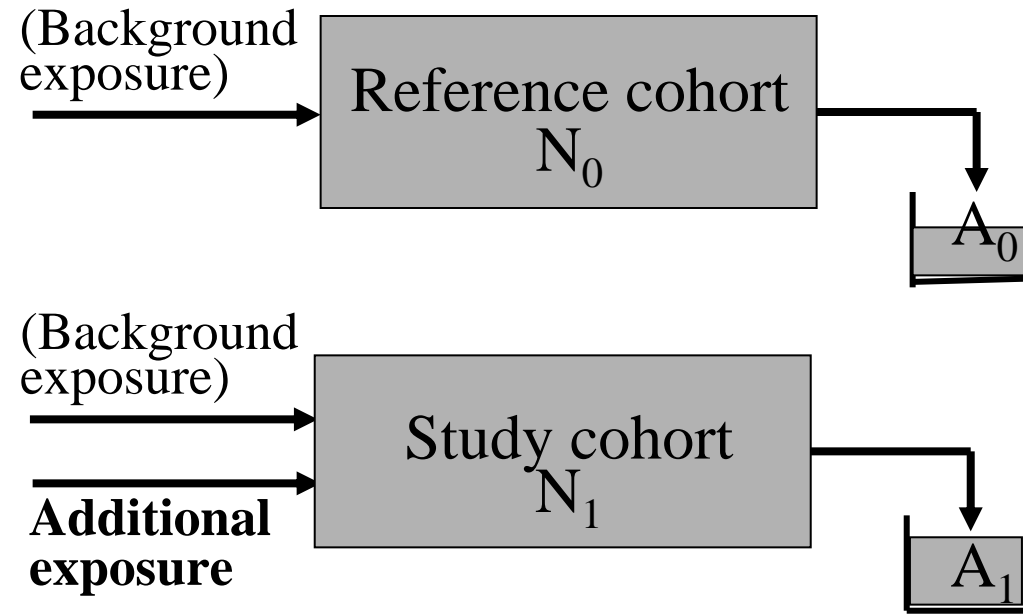 (Background
exposure)
Reference cohort
N₀
A₀
(Background
exposure)
Additional
exposure
Study cohort
N₁
A₁